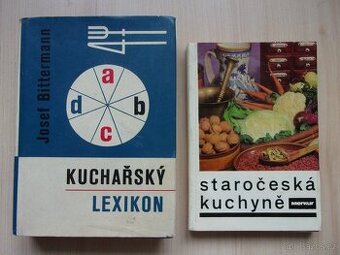 Josef Bittermann
a
b
c
d
KUCHAŘSKÝ
LEXIKON
staročeská
kuchyně
merkur